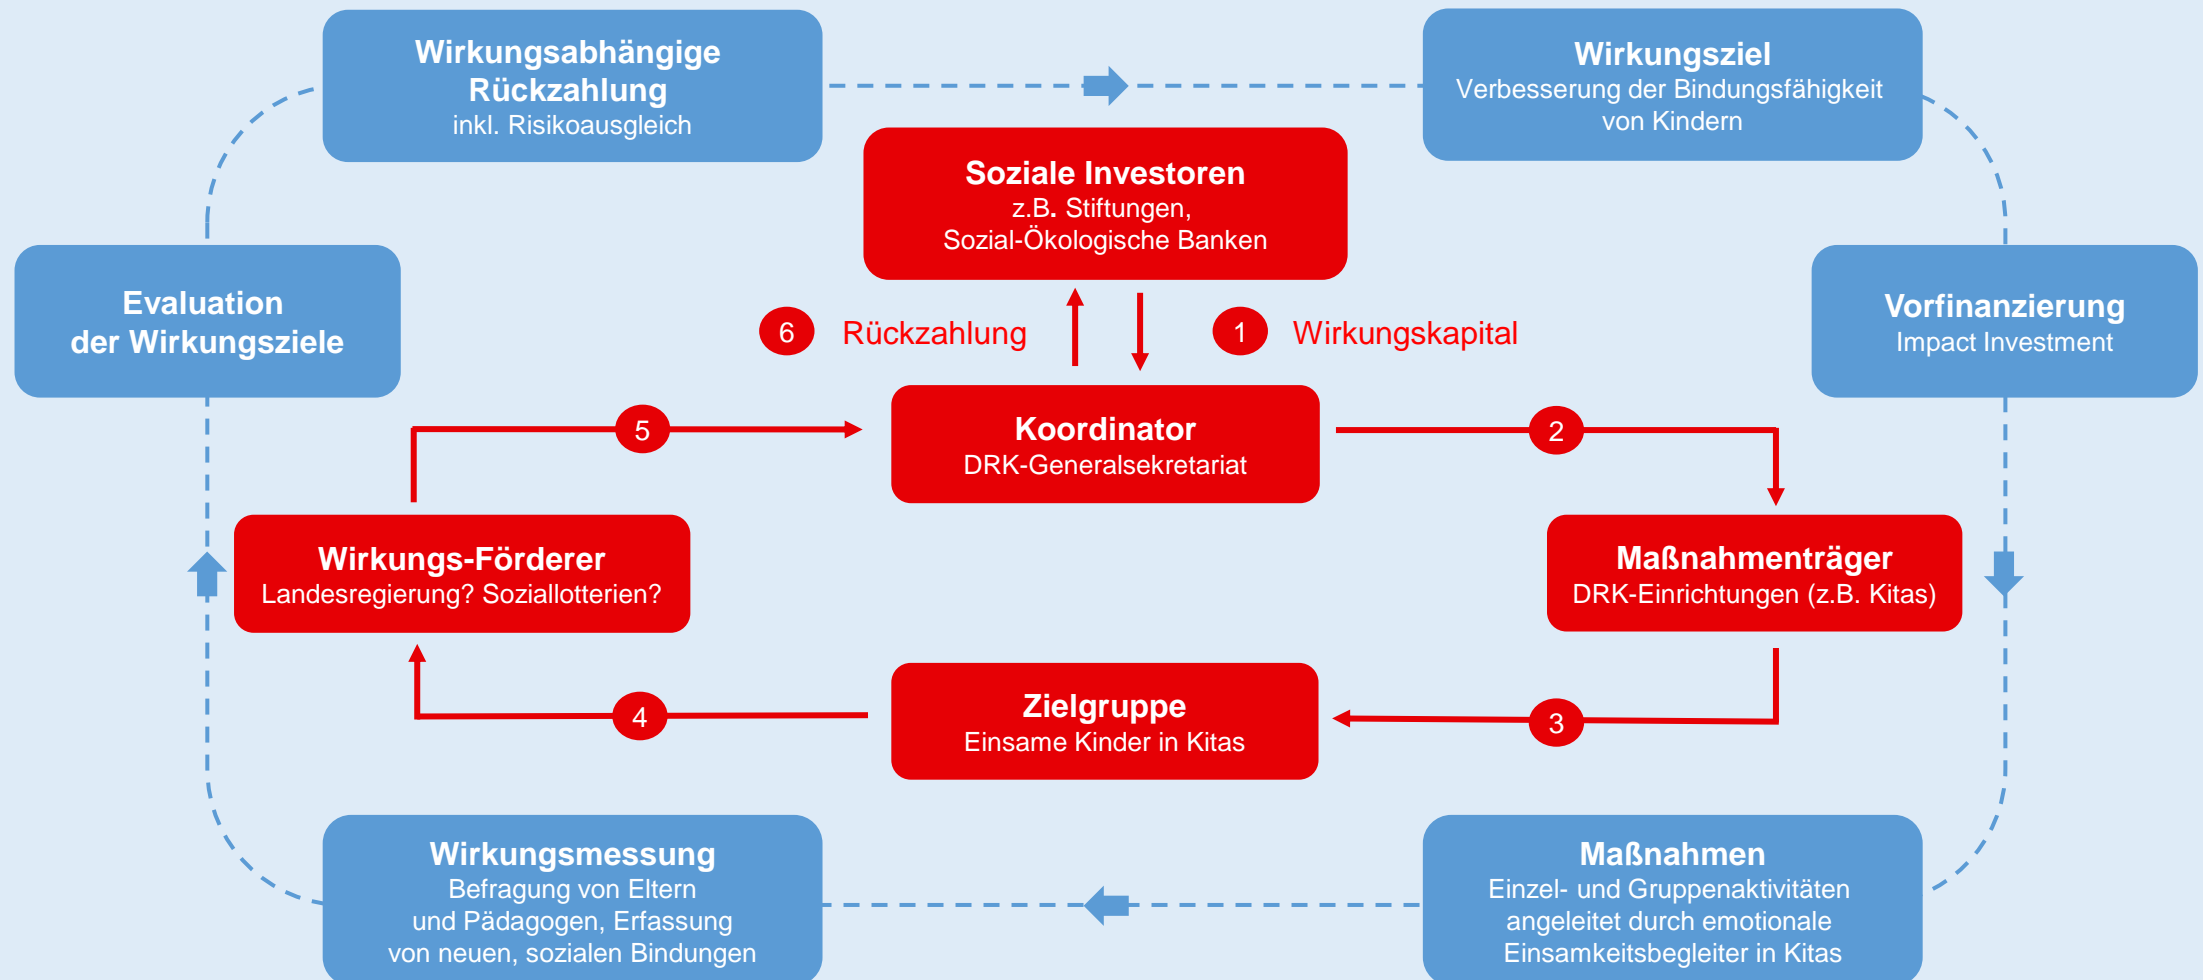 Wirkungsabhängige
Rückzahlung
inkl. Risikoausgleich
Wirkungsziel
Verbesserung der Bindungsfähigkeit
von Kindern
Soziale Investoren
z.B. Stiftungen,
Sozial-Ökologische Banken
Evaluation
der Wirkungsziele
6 Rückzahlung
1 Wirkungskapital
Vorfinanzierung
Impact Investment
5
Koordinator
DRK-Generalsekretariat
2
Wirkungs-Förderer
Landesregierung? Soziallotterien?
Maßnahmenträger
DRK-Einrichtungen (z.B. Kitas)
4
Zielgruppe
Einsame Kinder in Kitas
3
Wirkungsmessung
Befragung von Eltern
und Pädagogen, Erfassung
von neuen, sozialen Bindungen
Maßnahmen
Einzel- und Gruppenaktivitäten
angeleitet durch emotionale
Einsamkeitsbegleiter in Kitas